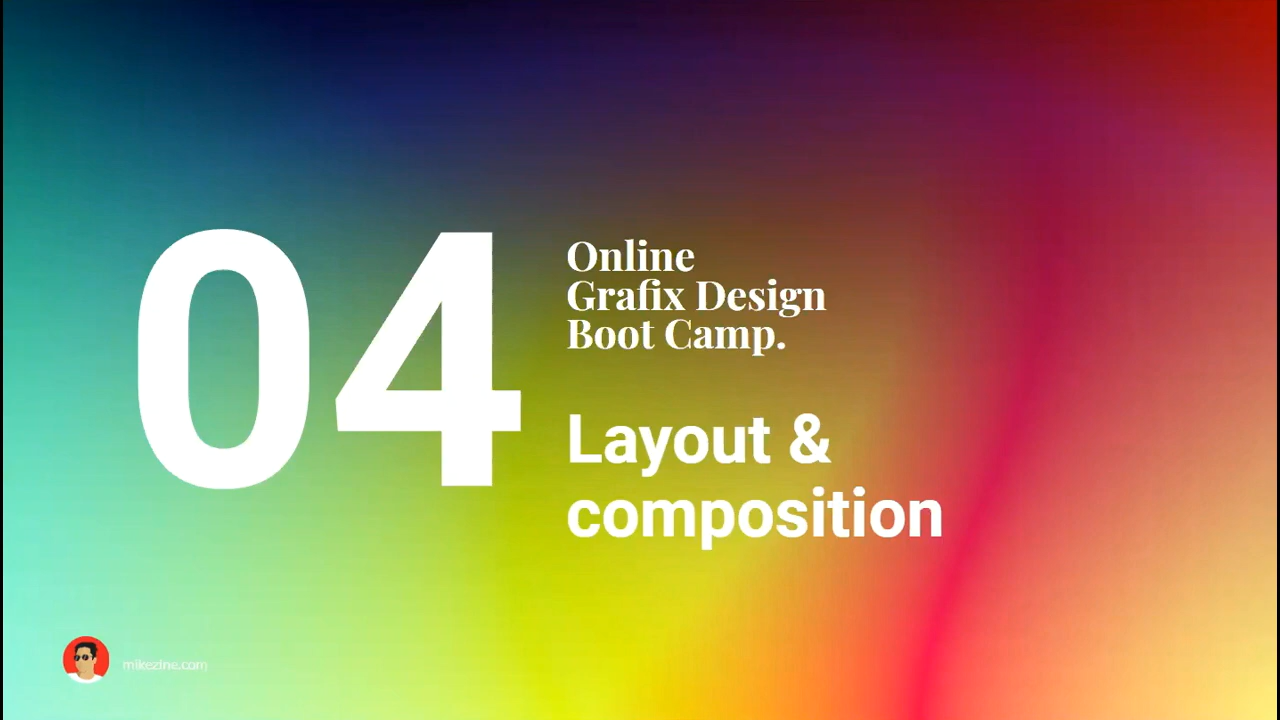 04
Online
Grafix Design
Boot Camp.
Layout &
composition
mikezine.com